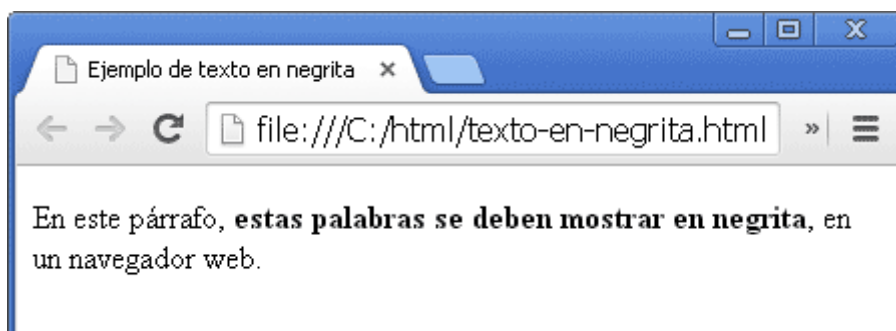 Ejemplo de texto en negrita
file:///C:/html/texto-en-negrita.html
En este párrafo, estas palabras se deben mostrar en negrita, en
un navegador web.